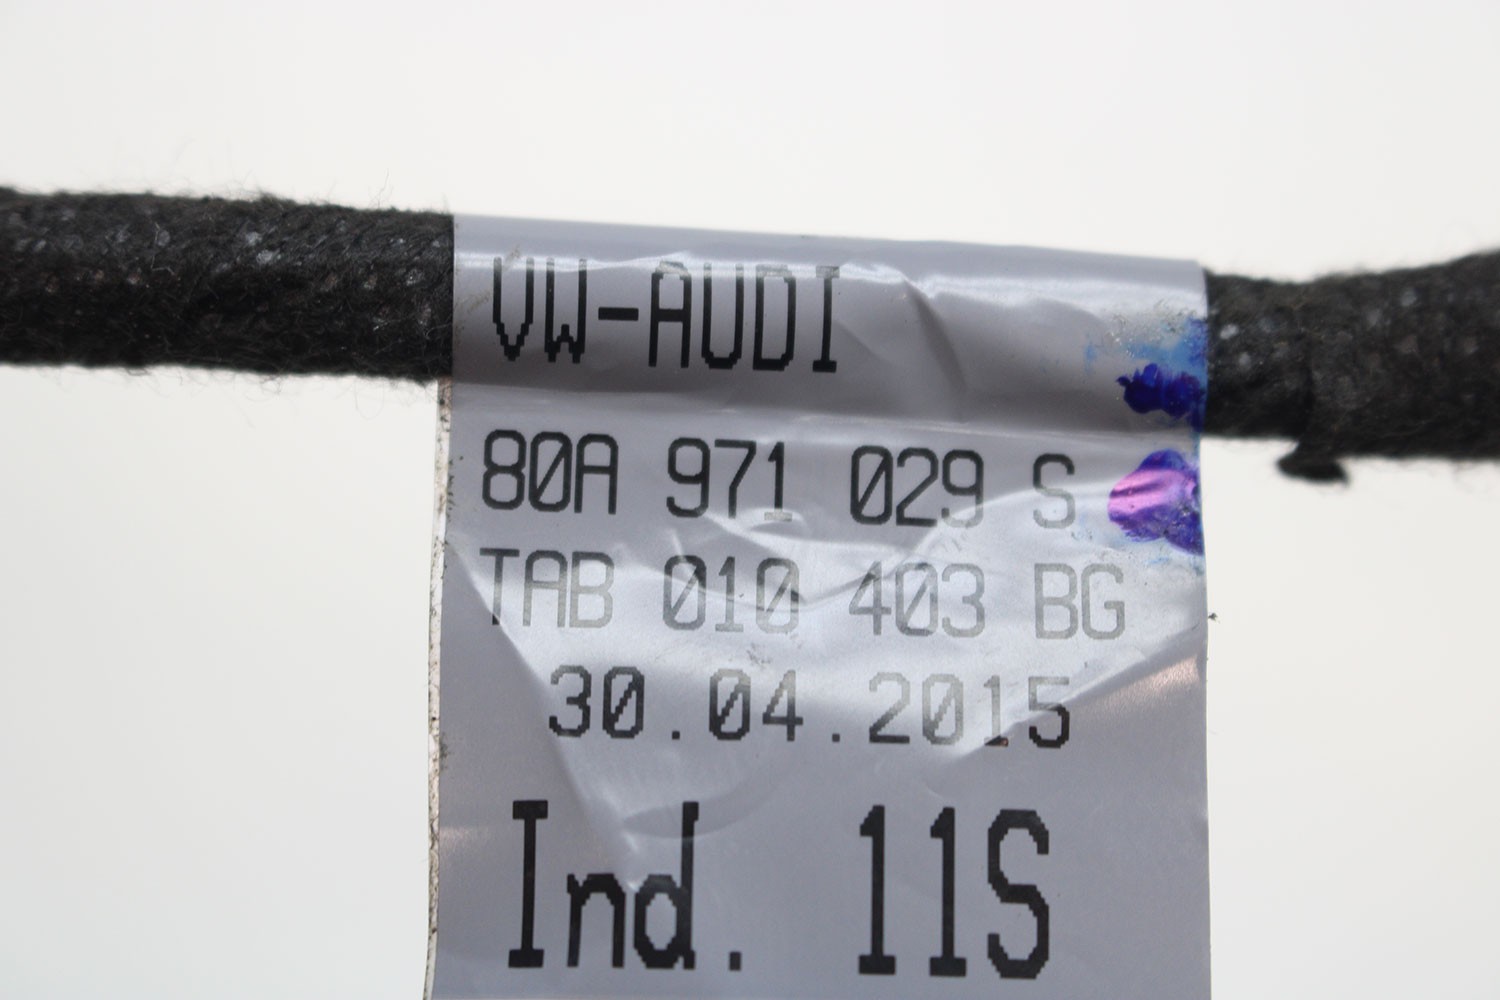 VW-AUDI
80A 971 029 S
TAB 010 403 BG
30.04.2015
Ind. 11S